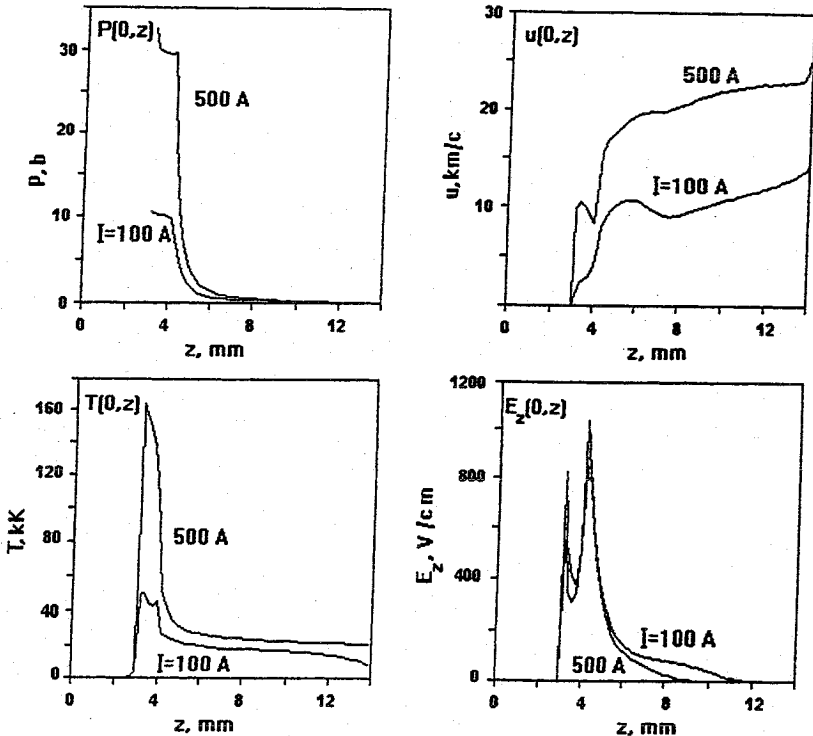 P(0,z)
30
20
10
0
P, b
500 A
I=100 A
0
4
8
12
z, mm
30
20
10
u, km/c
u(0,z)
500 A
I=100 A
0
4
8
12
z, mm
160
120
80
40
0
T, kK
T(0,z)
500 A
I=100 A
0
4
8
12
z, mm
1200
800
400
0
E_z, V/cm
E_z(0,z)
I=100 A
500 A
0
4
8
12
z, mm